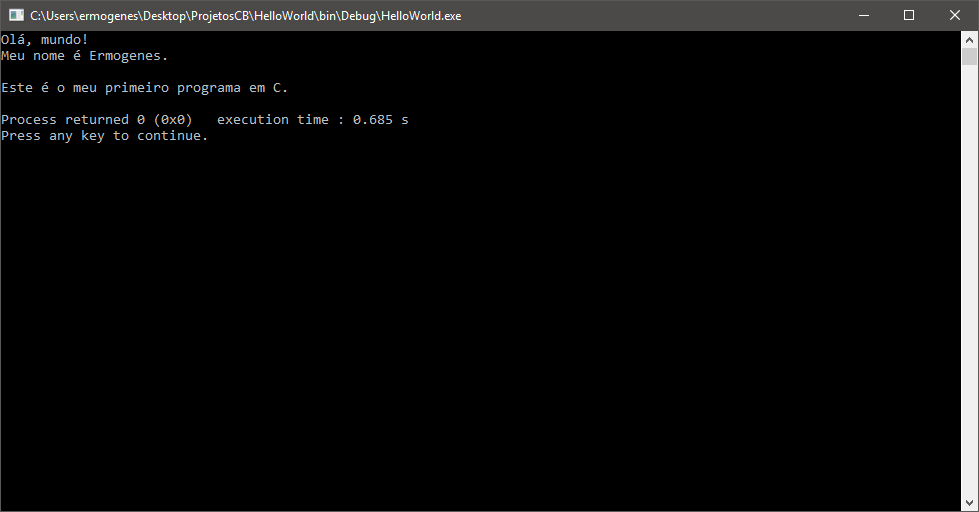 C:\Users\ermogenes\Desktop\ProjetosCB\HelloWorld\bin\Debug\HelloWorld.exe
Olá, mundo!
Meu nome é Ermogenes.
Este é o meu primeiro programa em C.
Process returned 0 (0x0)   execution time : 0.685 s
Press any key to continue.